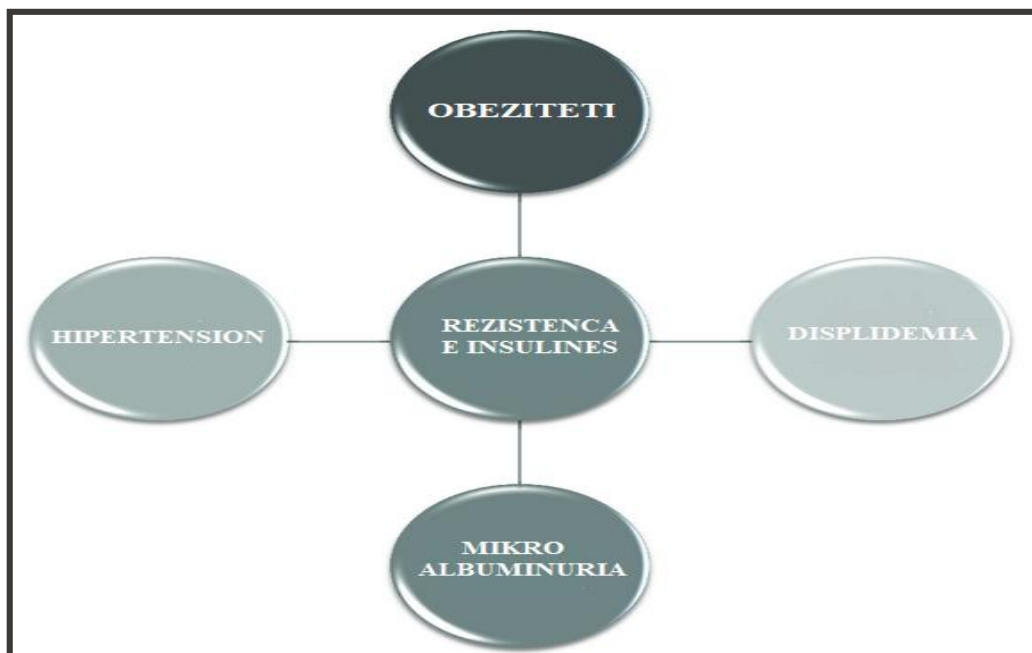 OBEZITETI
HIPERTENSION
REZISTENCA
E INSULINES
DISPLIDEMIA
MIKRO
ALBUMINURIA